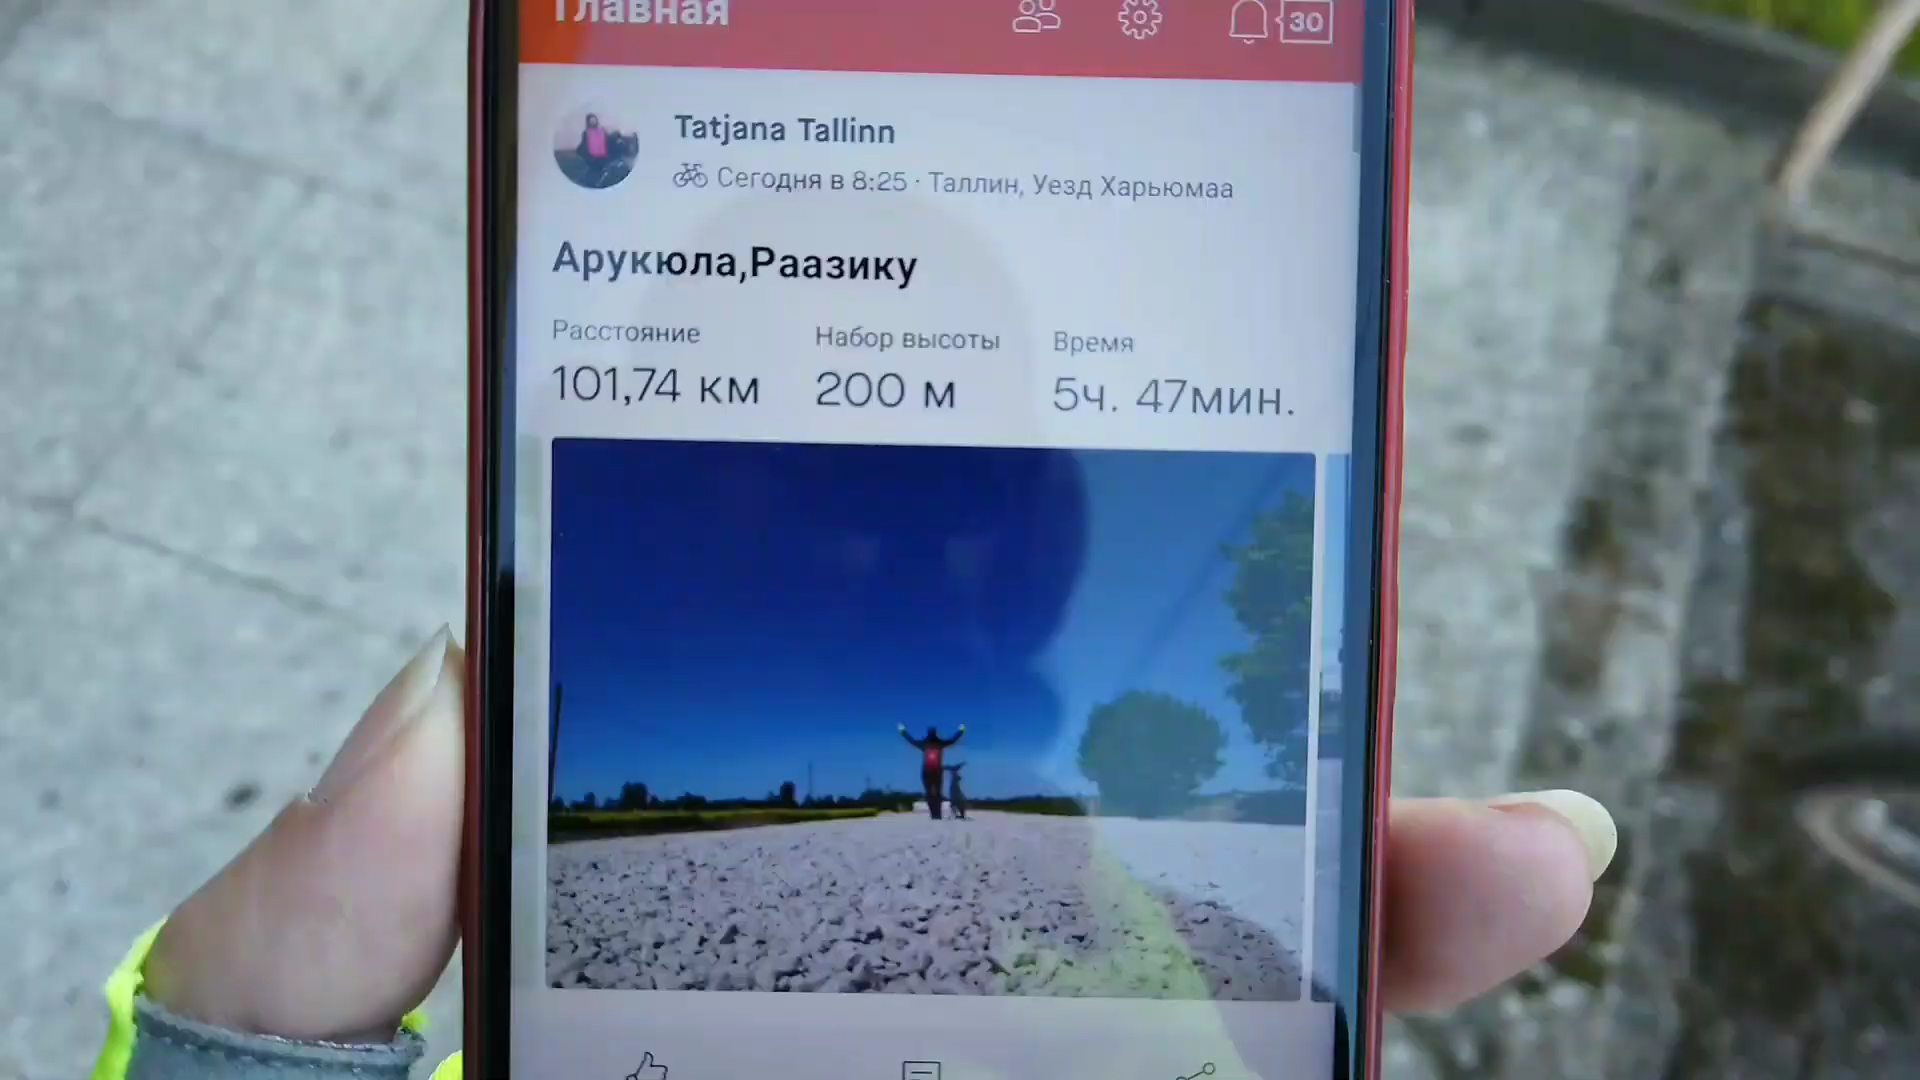 Главная
30
Tatjana Tallinn
Сегодня в 8:25 · Таллин, Уезд Харьюмаа
Арукюла,Раазику
Расстояние Набор высоты Время
101,74 км 200 м 5ч. 47мин.